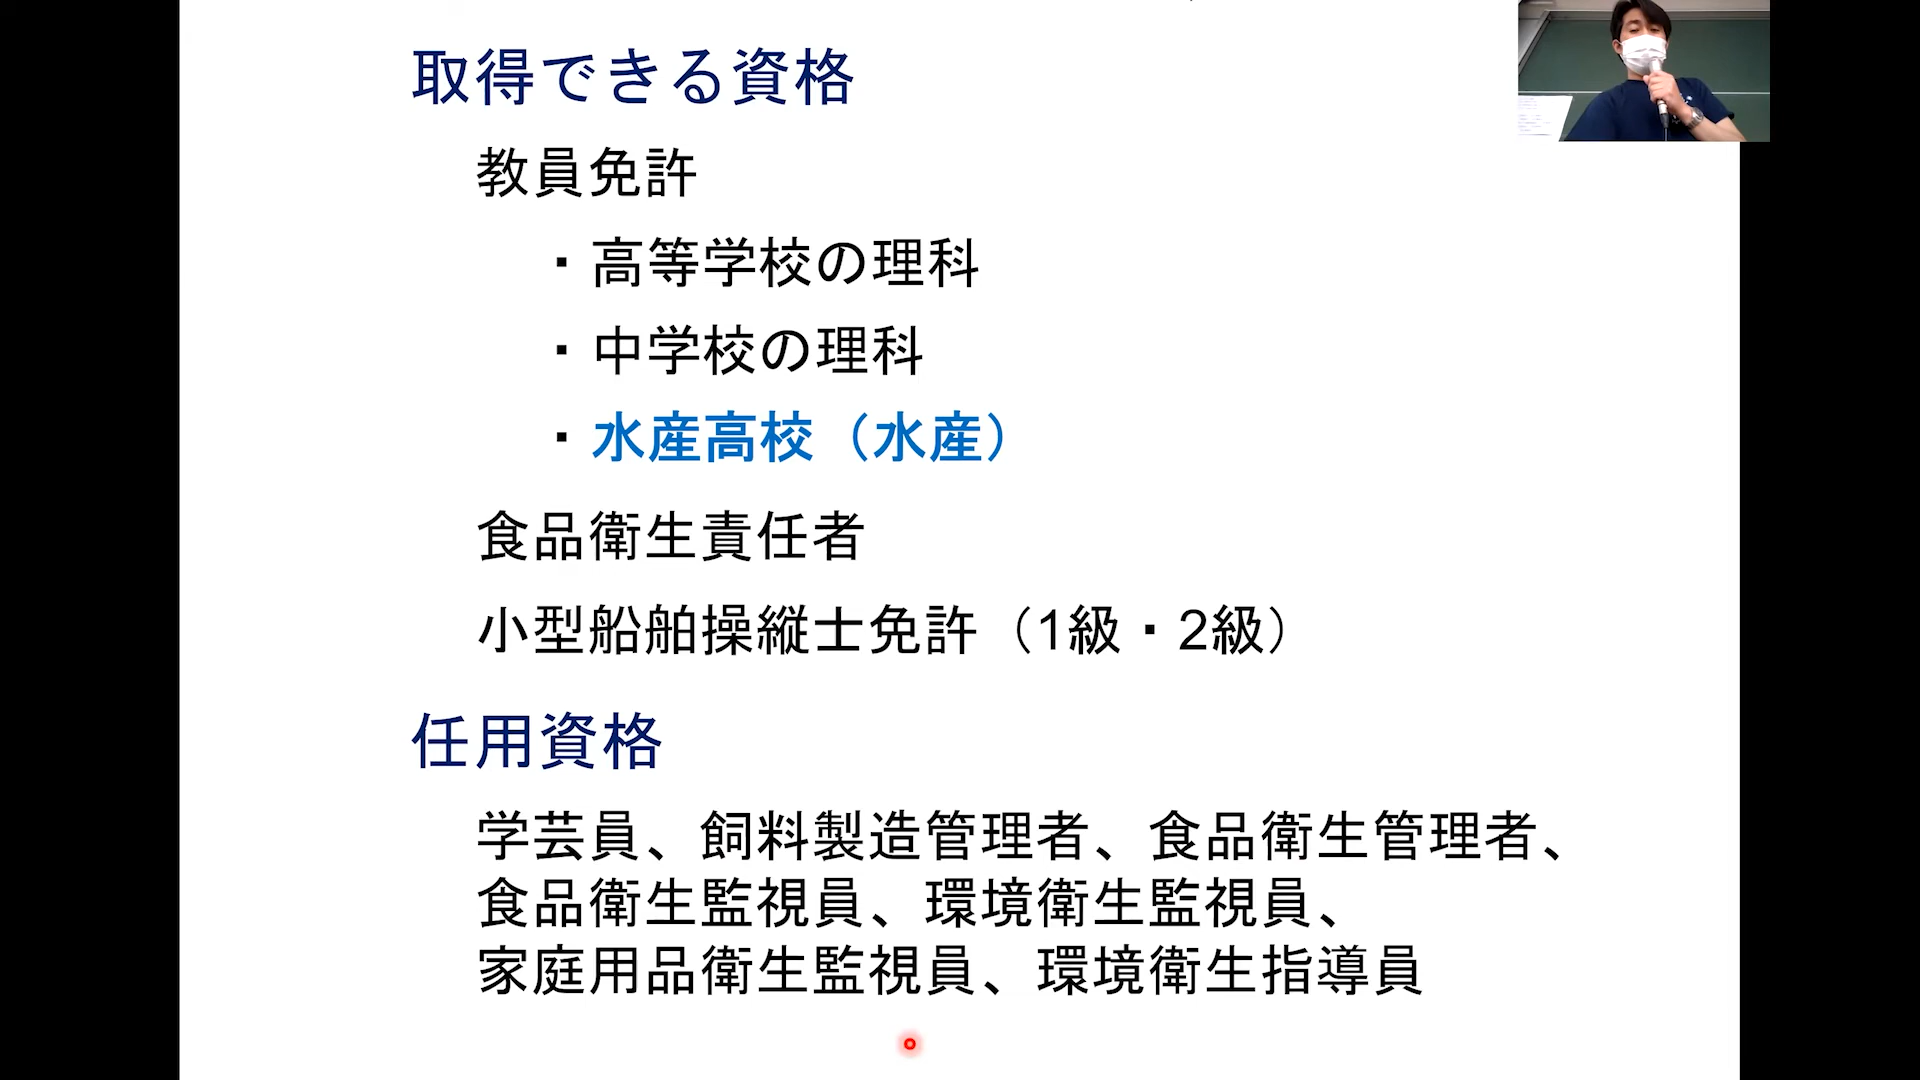 取得できる資格
教員免許
・高等学校の理科
・中学校の理科
・水産高校（水産）
食品衛生責任者
小型船舶操縦士免許（1級・2級）
任用資格
学芸員、飼料製造管理者、食品衛生管理者、
食品衛生監視員、環境衛生監視員、
家庭用品衛生監視員、環境衛生指導員